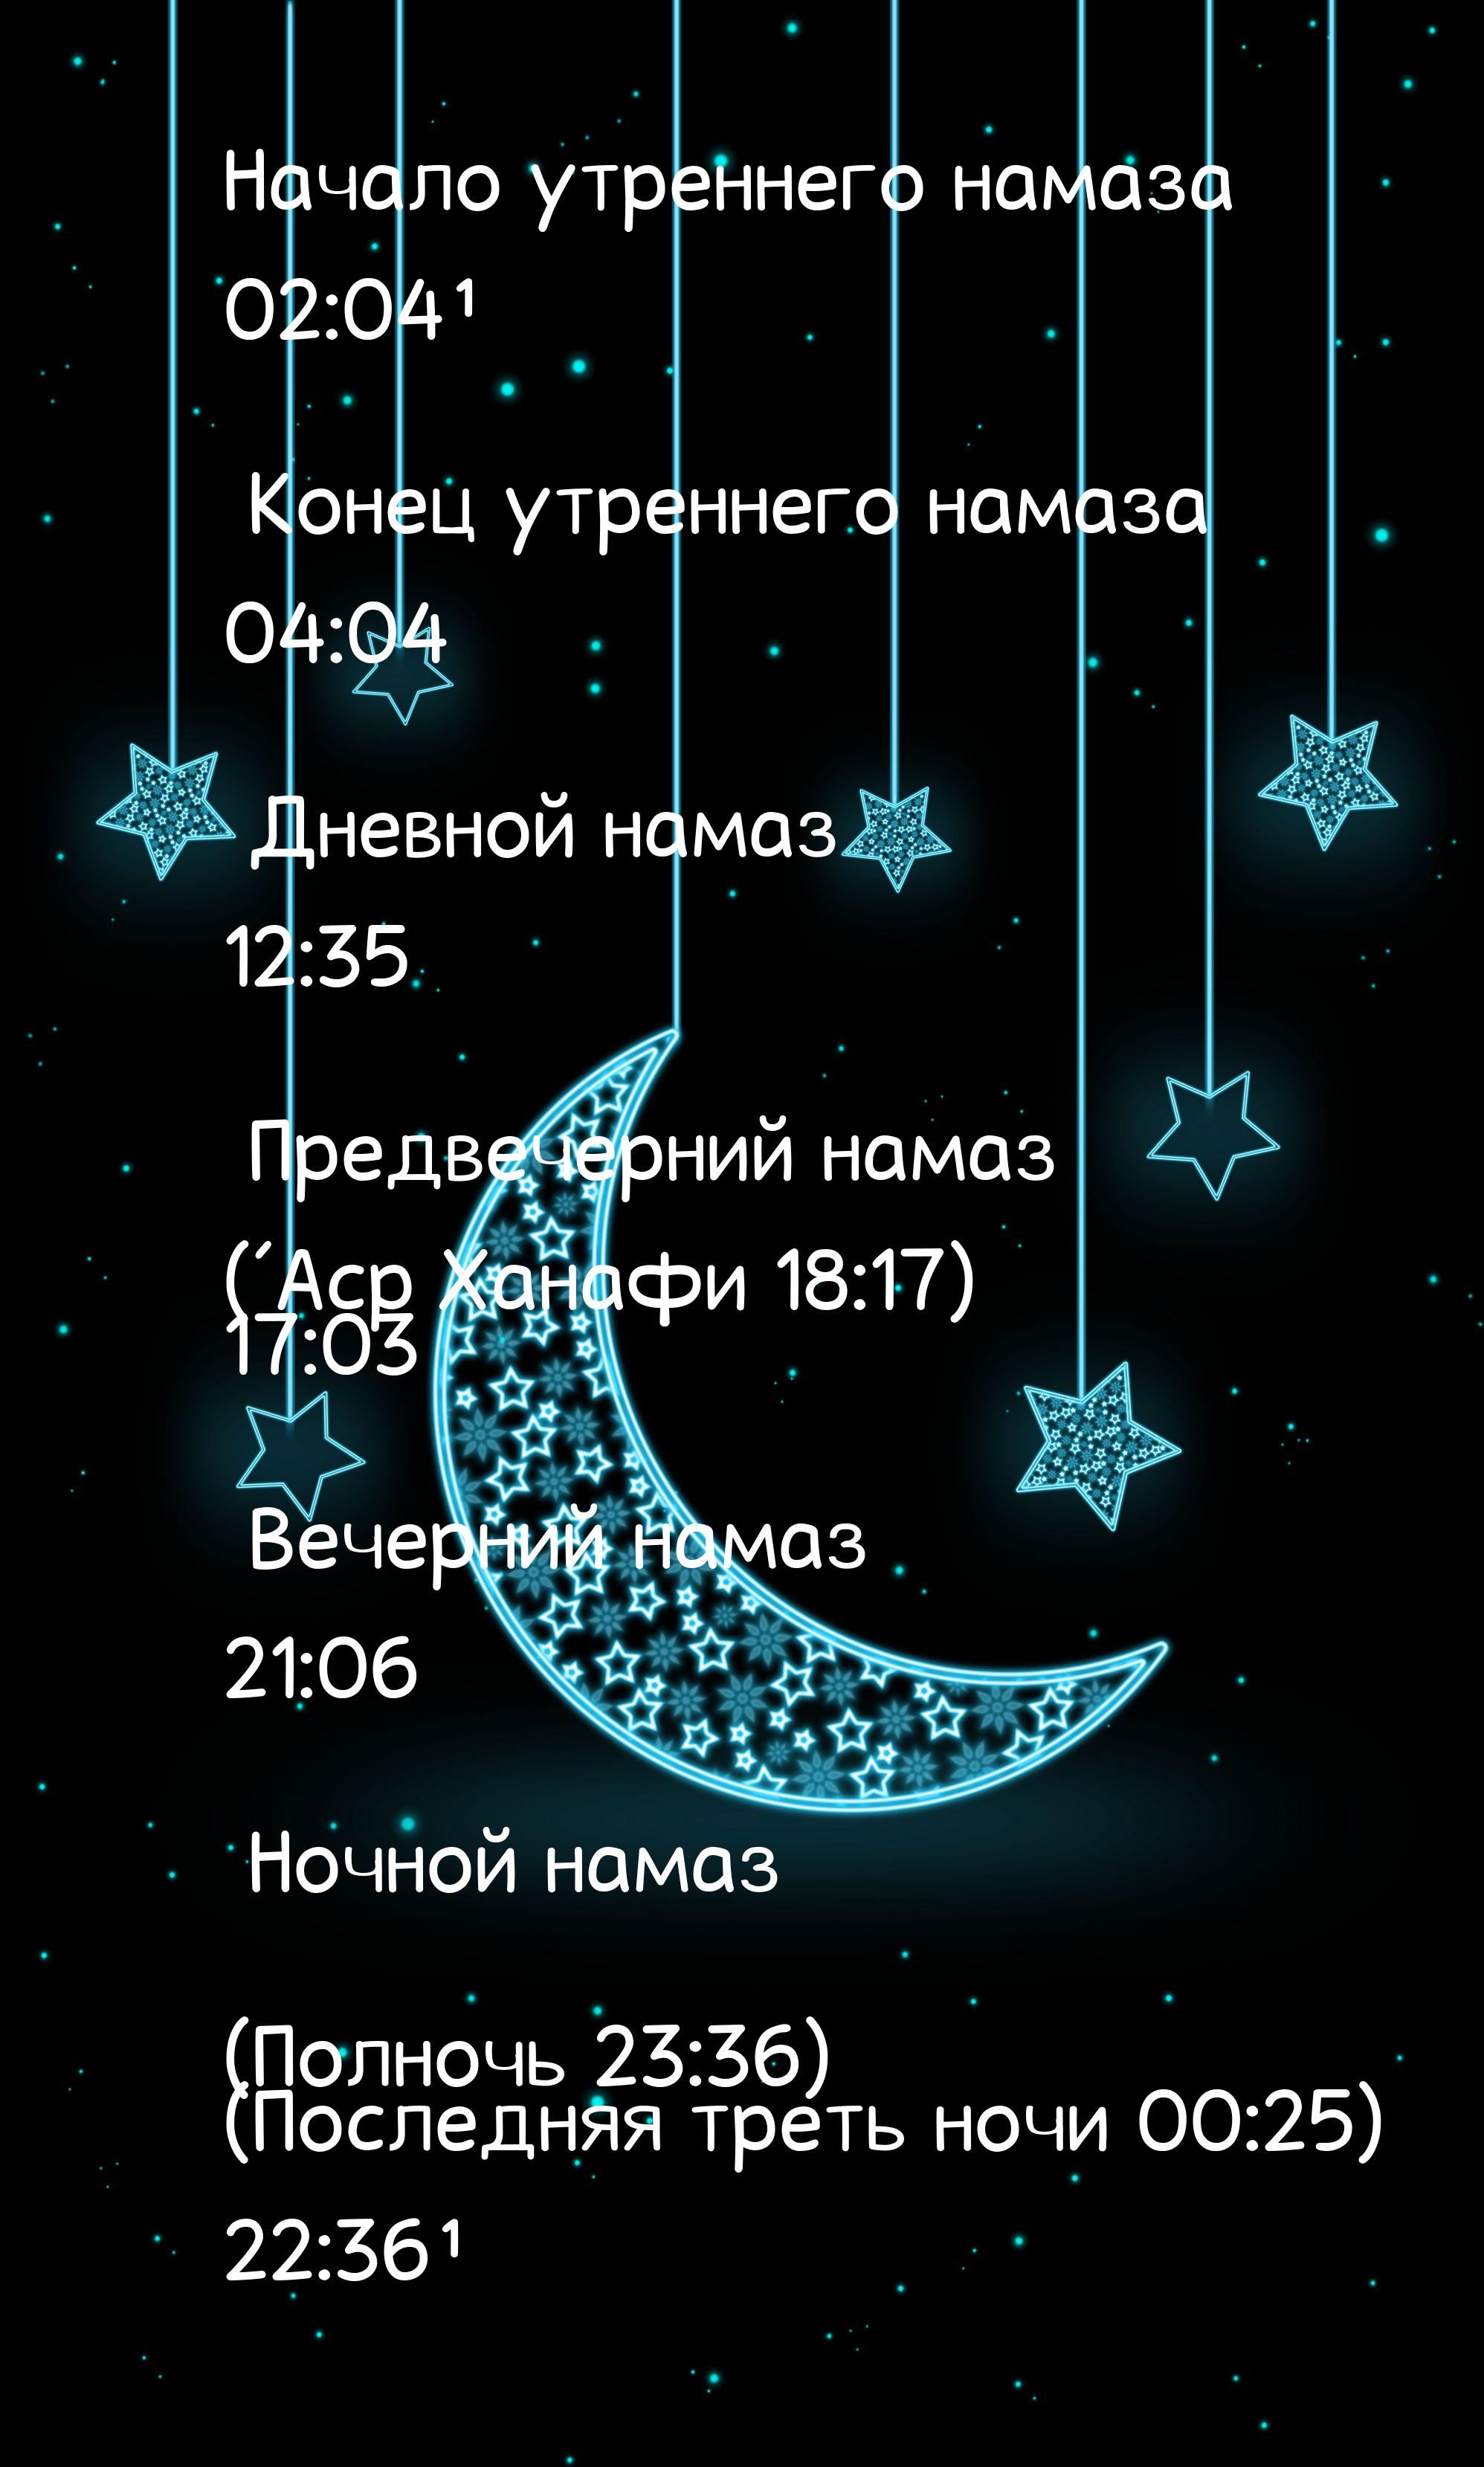 Начало утреннего намаза
02:04¹
Конец утреннего намаза
04:04
Дневной намаз
12:35
Предвечерний намаз
(´Аср Ханафи 18:17)
17:03
Вечерний намаз
21:06
Ночной намаз
(Полночь 23:36)
(Последняя треть ночи 00:25)
22:36¹